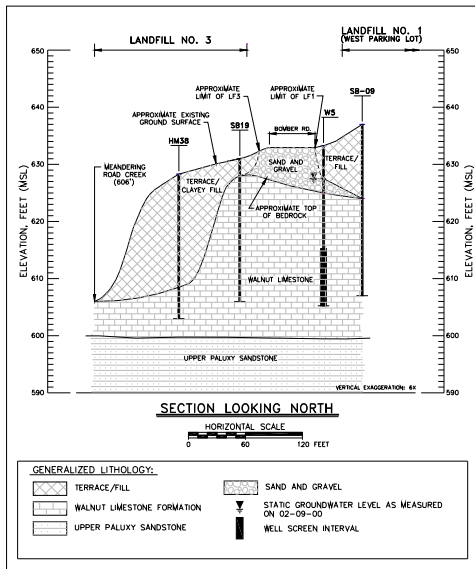 LANDFILL NO. 3
LANDFILL NO. 1
(WEST PARKING LOT)
650
640
630
620
610
600
590
ELEVATION, FEET (MSL)
650
640
630
620
610
600
590
ELEVATION, FEET (MSL)
APPROXIMATE
LIMIT OF LF3
APPROXIMATE
LIMIT OF LF1
SB-09
W5
APPROXIMATE EXISTING
GROUND SURFACE
SB19
BOMBER RD.
HM38
MEANDERING
ROAD CREEK
(606')
TERRACE/
CLAYEY FILL
SAND AND
GRAVEL
TERRACE/
FILL
APPROXIMATE TOP
OF BEDROCK
WALNUT LIMESTONE
UPPER PALUXY SANDSTONE
VERTICAL EXAGGERATION: 6X
SECTION LOOKING NORTH
HORIZONTAL SCALE
0 60 120
FEET
GENERALIZED LITHOLOGY:
TERRACE/FILL
WALNUT LIMESTONE FORMATION
UPPER PALUXY SANDSTONE
SAND AND GRAVEL
STATIC GROUNDWATER LEVEL AS MEASURED
ON 02-09-00
WELL SCREEN INTERVAL